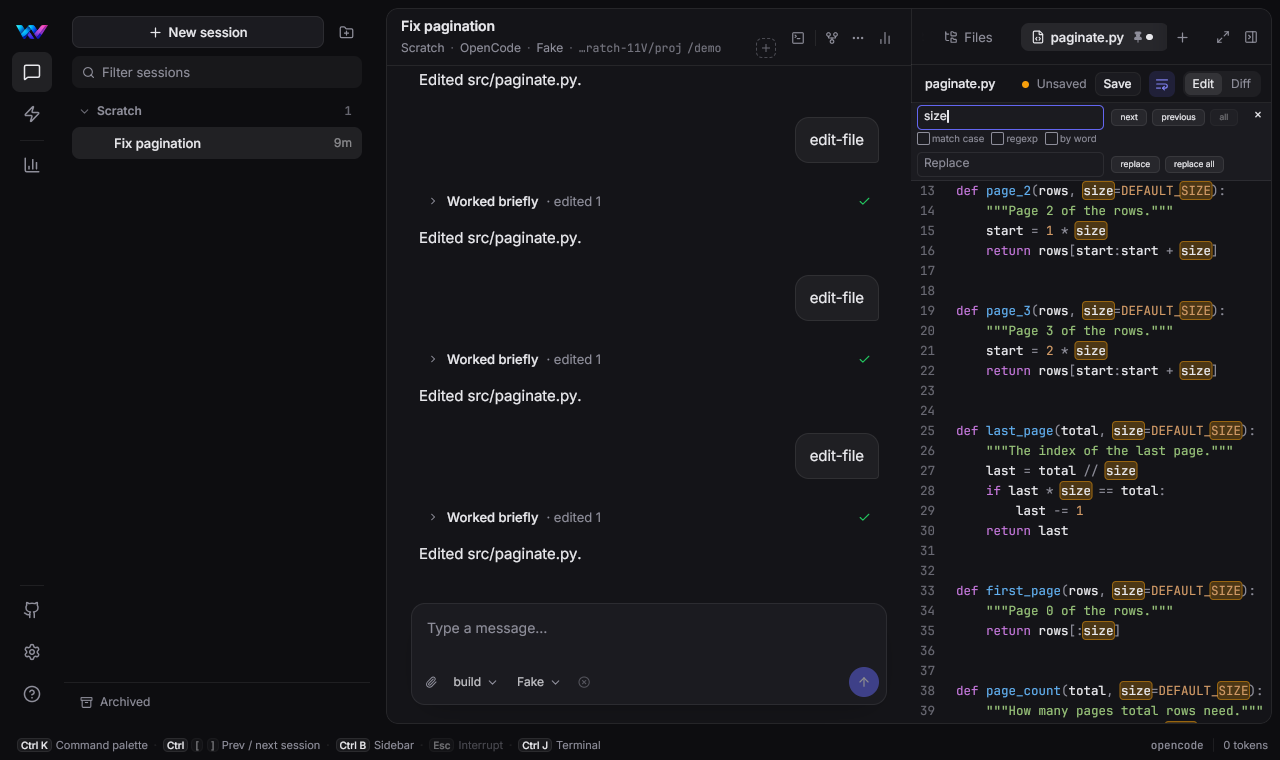 New session
Filter sessions
Scratch 1
Fix pagination 9m
Archived
Fix pagination
Scratch · OpenCode · Fake · …ratch-11V/proj /demo
Edited src/paginate.py.
edit-file
Worked briefly · edited 1
Edited src/paginate.py.
edit-file
Worked briefly · edited 1
Edited src/paginate.py.
edit-file
Worked briefly · edited 1
Edited src/paginate.py.
Type a message...
build Fake
Files paginate.py
paginate.py Unsaved Save Edit Diff
size next previous all ×
match case regexp by word
Replace replace replace all
13 def page_2(rows, size=DEFAULT_SIZE):
14 """Page 2 of the rows."""
15 start = 1 * size
16 return rows[start:start + size]
17
18
19 def page_3(rows, size=DEFAULT_SIZE):
20 """Page 3 of the rows."""
21 start = 2 * size
22 return rows[start:start + size]
23
24
25 def last_page(total, size=DEFAULT_SIZE):
26 """The index of the last page."""
27 last = total // size
28 if last * size == total:
29 last -= 1
30 return last
31
32
33 def first_page(rows, size=DEFAULT_SIZE):
34 """Page 0 of the rows."""
35 return rows[:size]
36
37
38 def page_count(total, size=DEFAULT_SIZE):
39 """How many pages total rows need."""
Ctrl K Command palette · Ctrl [ ] Prev / next session · Ctrl B Sidebar · Esc Interrupt · Ctrl J Terminal
opencode 0 tokens